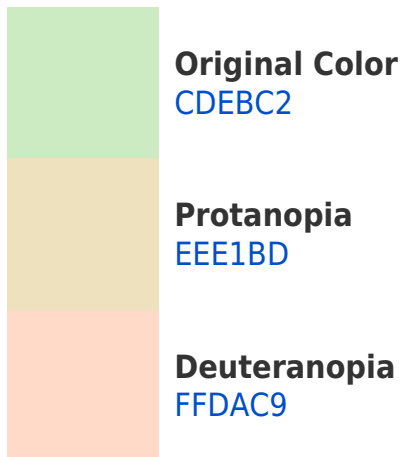 Original Color
CDEBC2
Protanopia
EEE1BD
Deuteranopia
FFDAC9